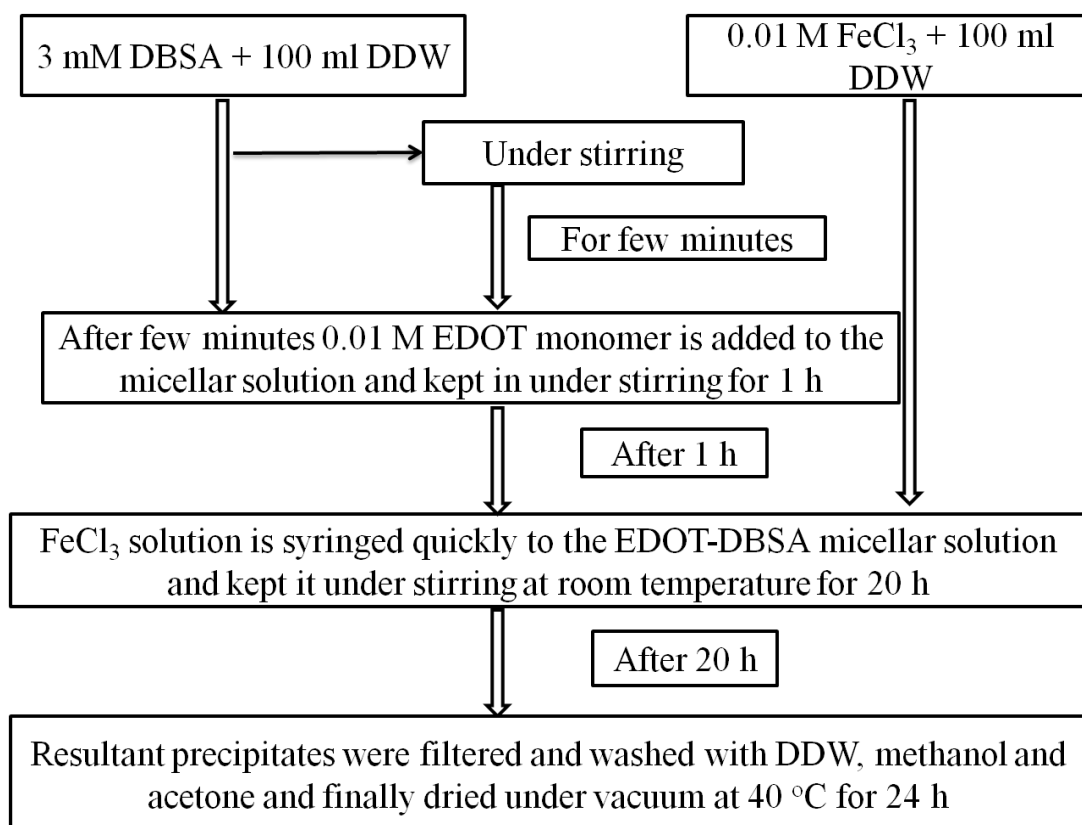 3 mM DBSA + 100 ml DDW
0.01 M FeCl₃ + 100 ml
DDW
Under stirring
For few minutes
After few minutes 0.01 M EDOT monomer is added to the
micellar solution and kept in under stirring for 1 h
After 1 h
FeCl₃ solution is syringed quickly to the EDOT-DBSA micellar solution
and kept it under stirring at room temperature for 20 h
After 20 h
Resultant precipitates were filtered and washed with DDW, methanol and
acetone and finally dried under vacuum at 40 °C for 24 h